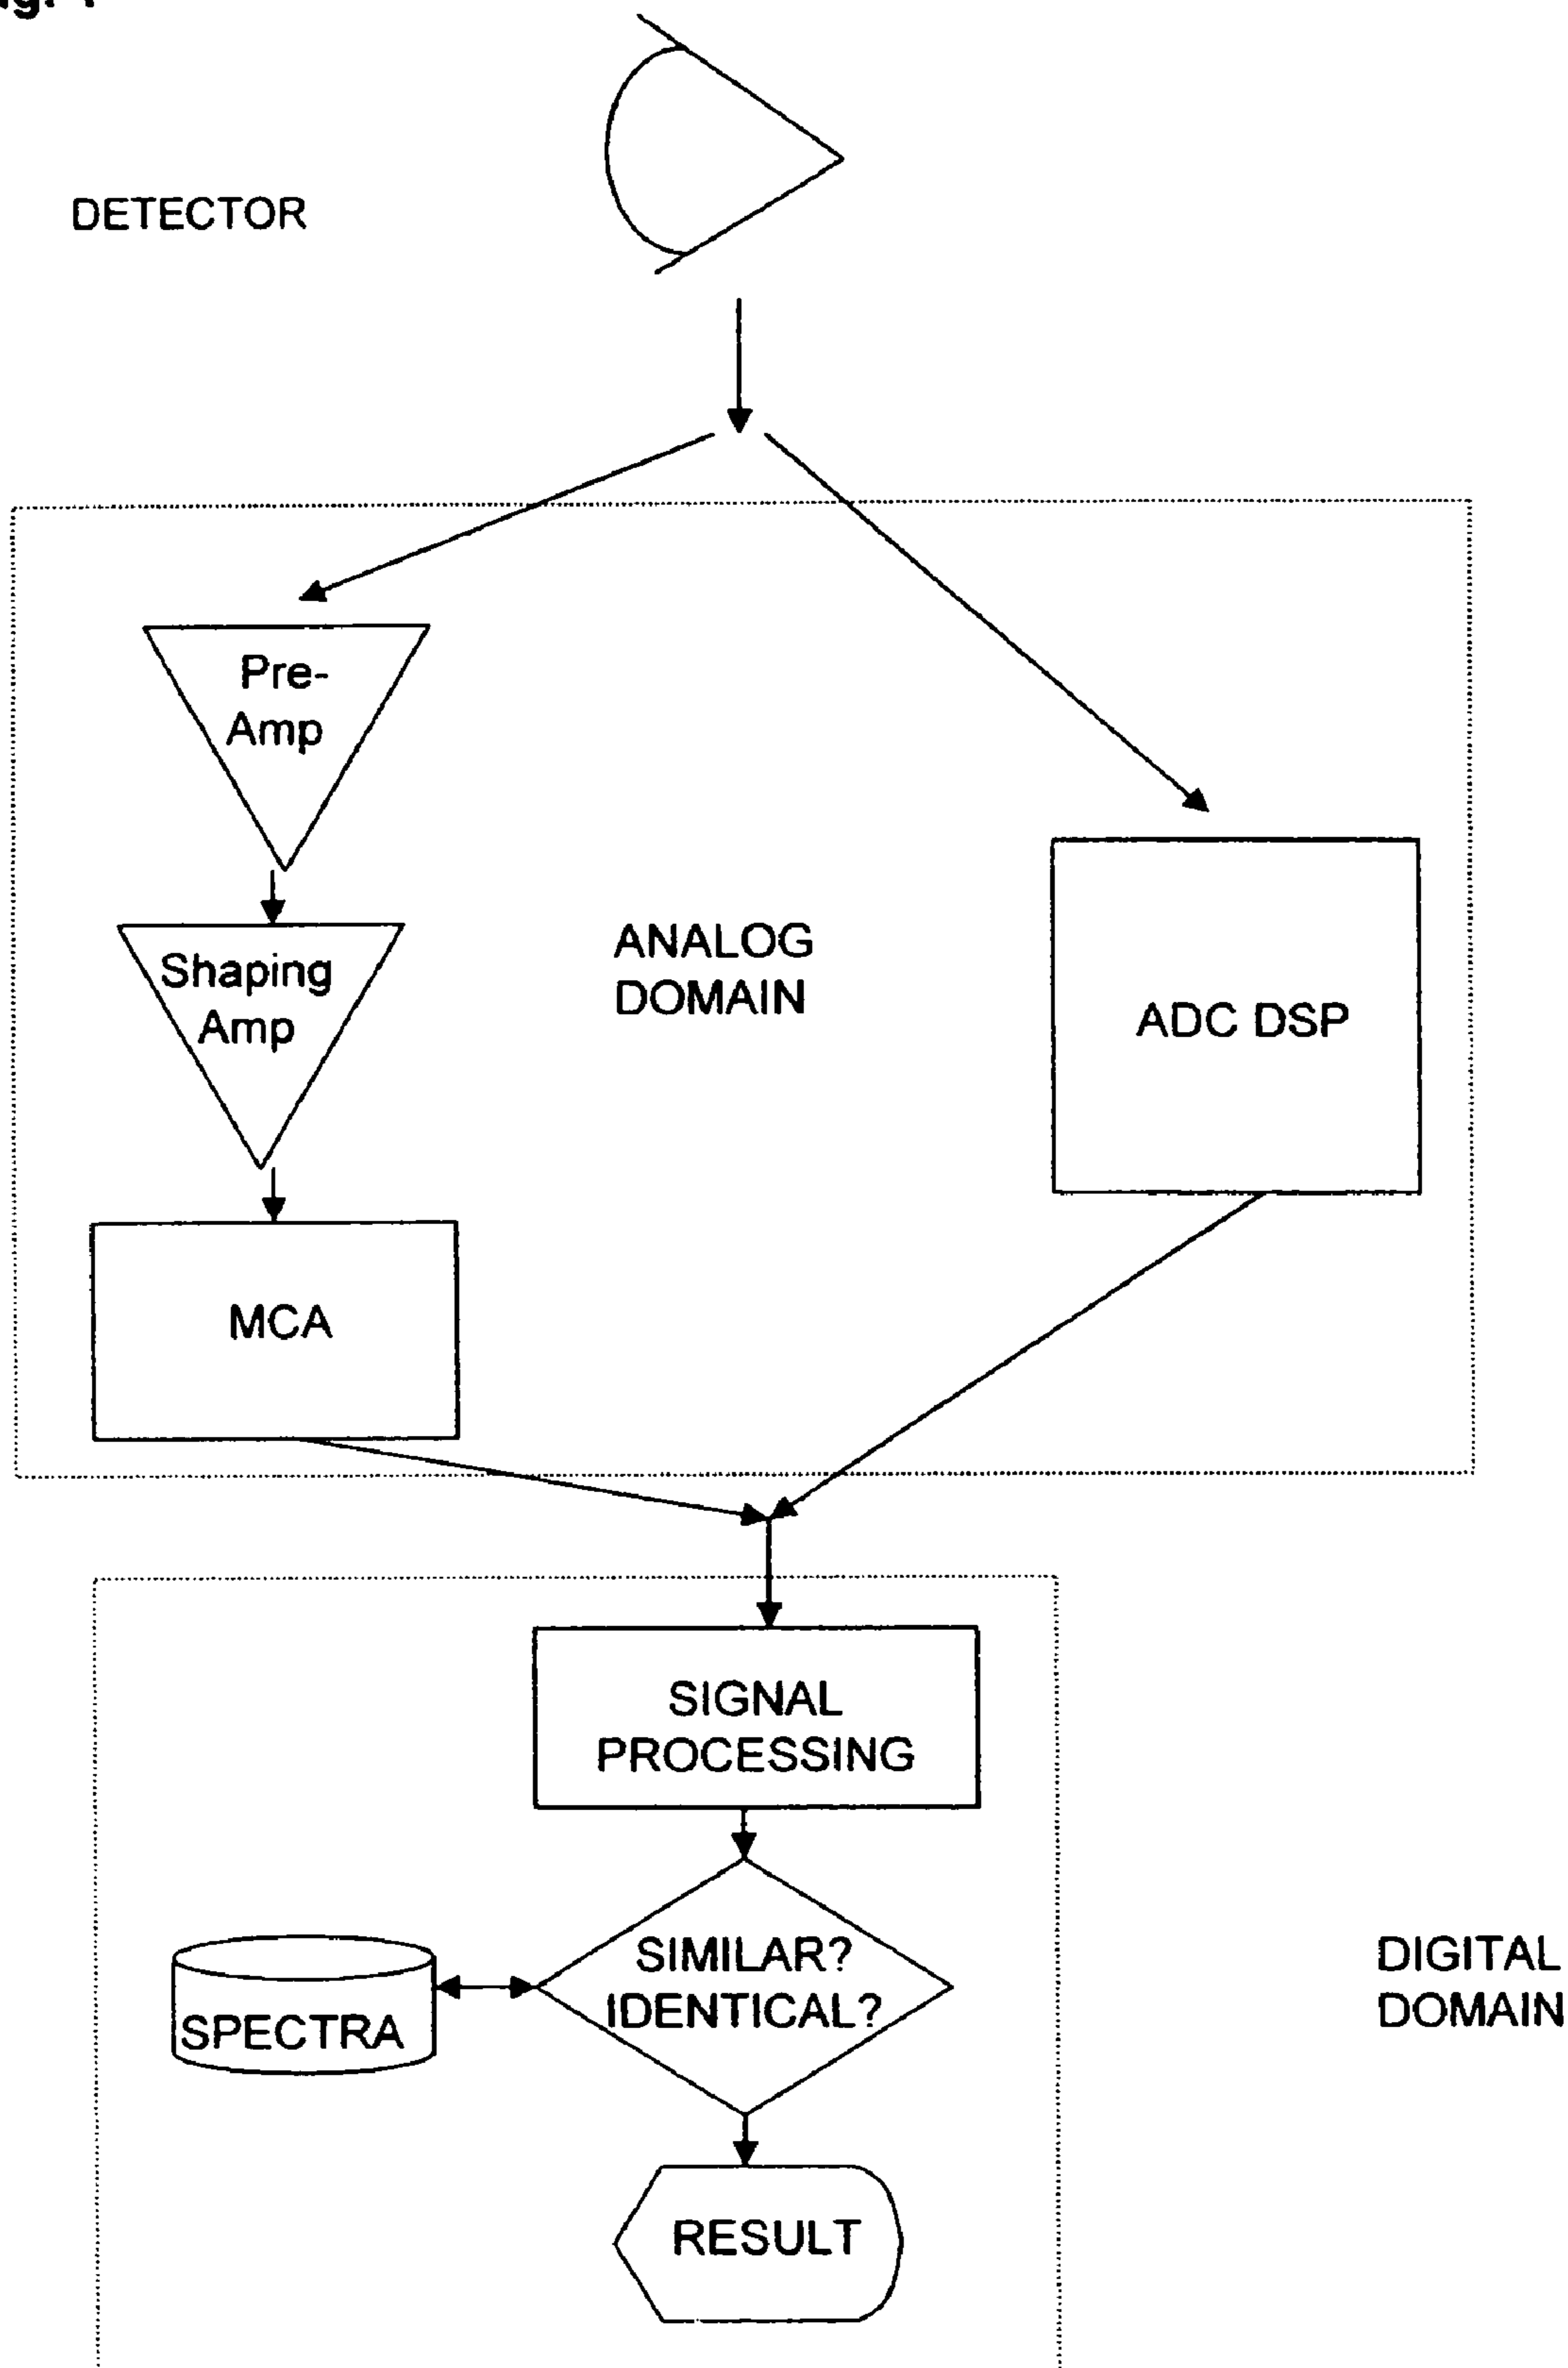 DETECTOR
Pre-
Amp
Shaping
Amp
ANALOG
DOMAIN
ADC DSP
MCA
SIGNAL
PROCESSING
SIMILAR?
IDENTICAL?
SPECTRA
DIGITAL
DOMAIN
RESULT